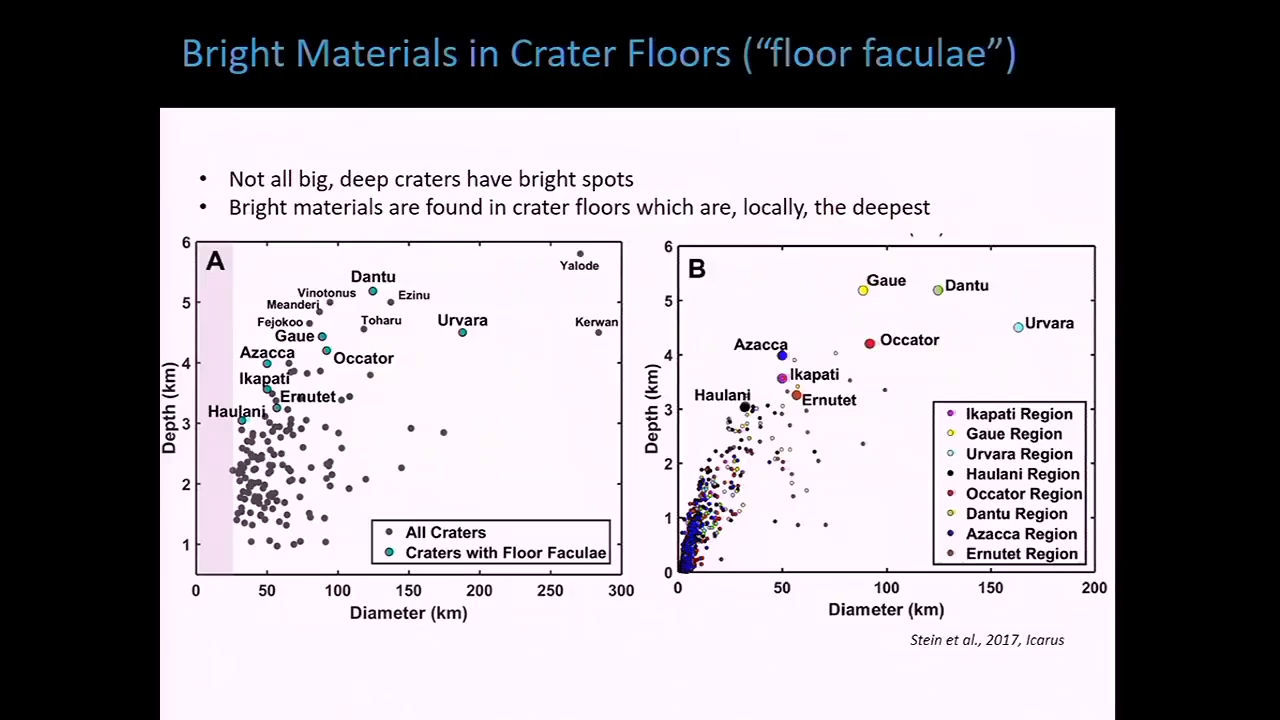 Bright Materials in Crater Floors (“floor faculae”)
• Not all big, deep craters have bright spots
• Bright materials are found in crater floors which are, locally, the deepest
A
6
5
4
3
2
1
Depth (km)
0 50 100 150 200 250 300
Diameter (km)
Yalode
Dantu
Vinotonus
Ezinu
Meanderi
Fejokoo
Toharu
Urvara
Kerwan
Gaue
Azacca
Occator
Ikapati
Ernutet
Haulani
All Craters
Craters with Floor Faculae
B
6
5
4
3
2
1
0
Depth (km)
0 50 100 150 200
Diameter (km)
Gaue
Dantu
Urvara
Occator
Azacca
Ikapati
Haulani
Ernutet
Ikapati Region
Gaue Region
Urvara Region
Haulani Region
Occator Region
Dantu Region
Azacca Region
Ernutet Region
Stein et al., 2017, Icarus